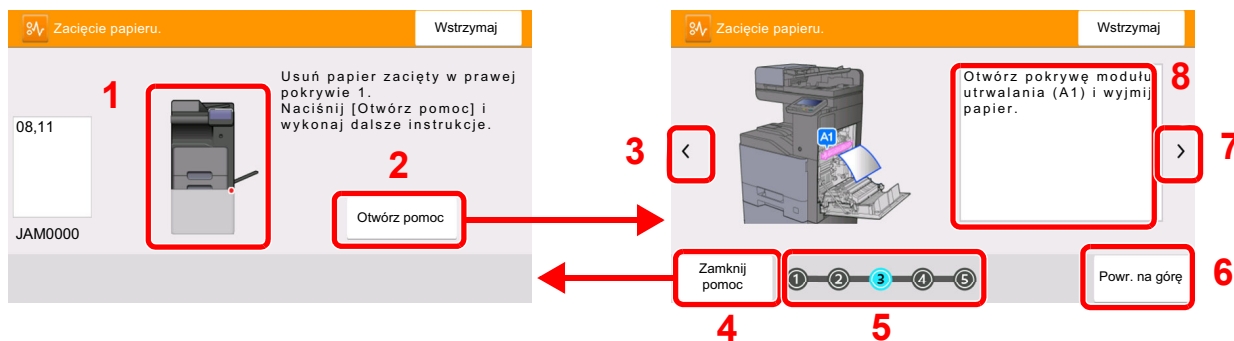 Zacięcie papieru.
Wstrzymaj
1
Usuń papier zacięty w prawej
pokrywie 1.
Naciśnij [Otwórz pomoc] i
wykonaj dalsze instrukcje.
08,11
2
Otwórz pomoc
JAM0000
Zacięcie papieru.
Wstrzymaj
8
Otwórz pokrywę modułu
utrwalania (A1) i wyjmij
papier.
A1
3
<
>
7
Zamknij
pomoc
1 2 3 4 5
Powr. na górę
6
4
5